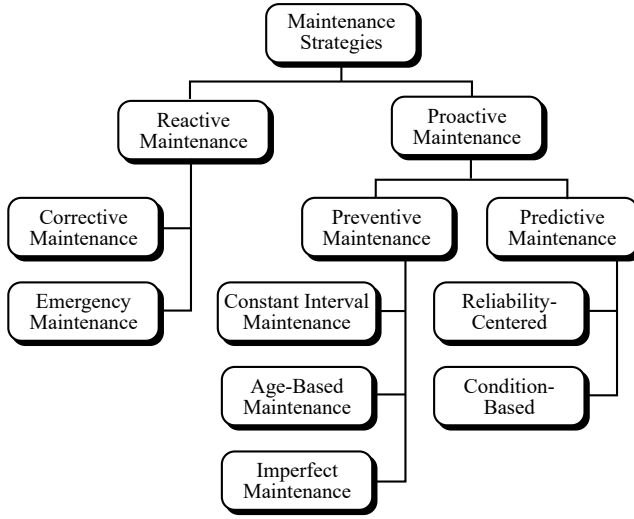 Maintenance
Strategies
Reactive
Maintenance
Proactive
Maintenance
Corrective
Maintenance
Preventive
Maintenance
Predictive
Maintenance
Emergency
Maintenance
Constant Interval
Maintenance
Reliability-
Centered
Age-Based
Maintenance
Condition-
Based
Imperfect
Maintenance